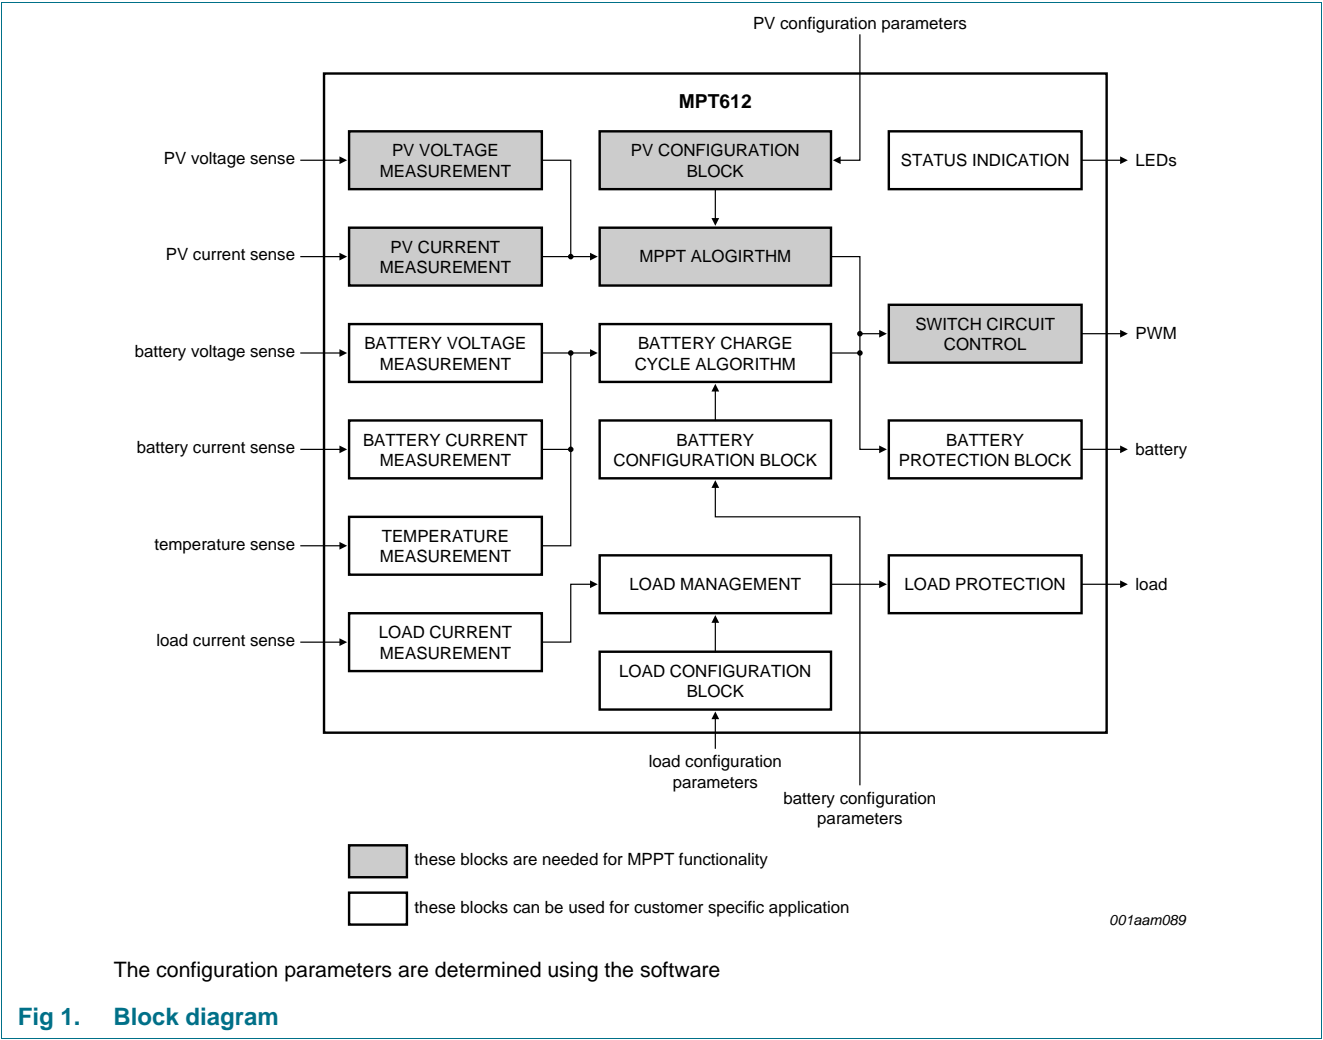 PV configuration parameters
MPT612
PV voltage sense
PV VOLTAGE
MEASUREMENT
PV CONFIGURATION
BLOCK
STATUS INDICATION
LEDs
PV current sense
PV CURRENT
MEASUREMENT
MPPT ALOGIRTHM
SWITCH CIRCUIT
CONTROL
PWM
battery voltage sense
BATTERY VOLTAGE
MEASUREMENT
BATTERY CHARGE
CYCLE ALGORITHM
battery current sense
BATTERY CURRENT
MEASUREMENT
BATTERY
CONFIGURATION BLOCK
BATTERY
PROTECTION BLOCK
battery
temperature sense
TEMPERATURE
MEASUREMENT
LOAD MANAGEMENT
LOAD PROTECTION
load
load current sense
LOAD CURRENT
MEASUREMENT
LOAD CONFIGURATION
BLOCK
load configuration
parameters
battery configuration
parameters
these blocks are needed for MPPT functionality
these blocks can be used for customer specific application
001aam089
The configuration parameters are determined using the software
Fig 1. Block diagram